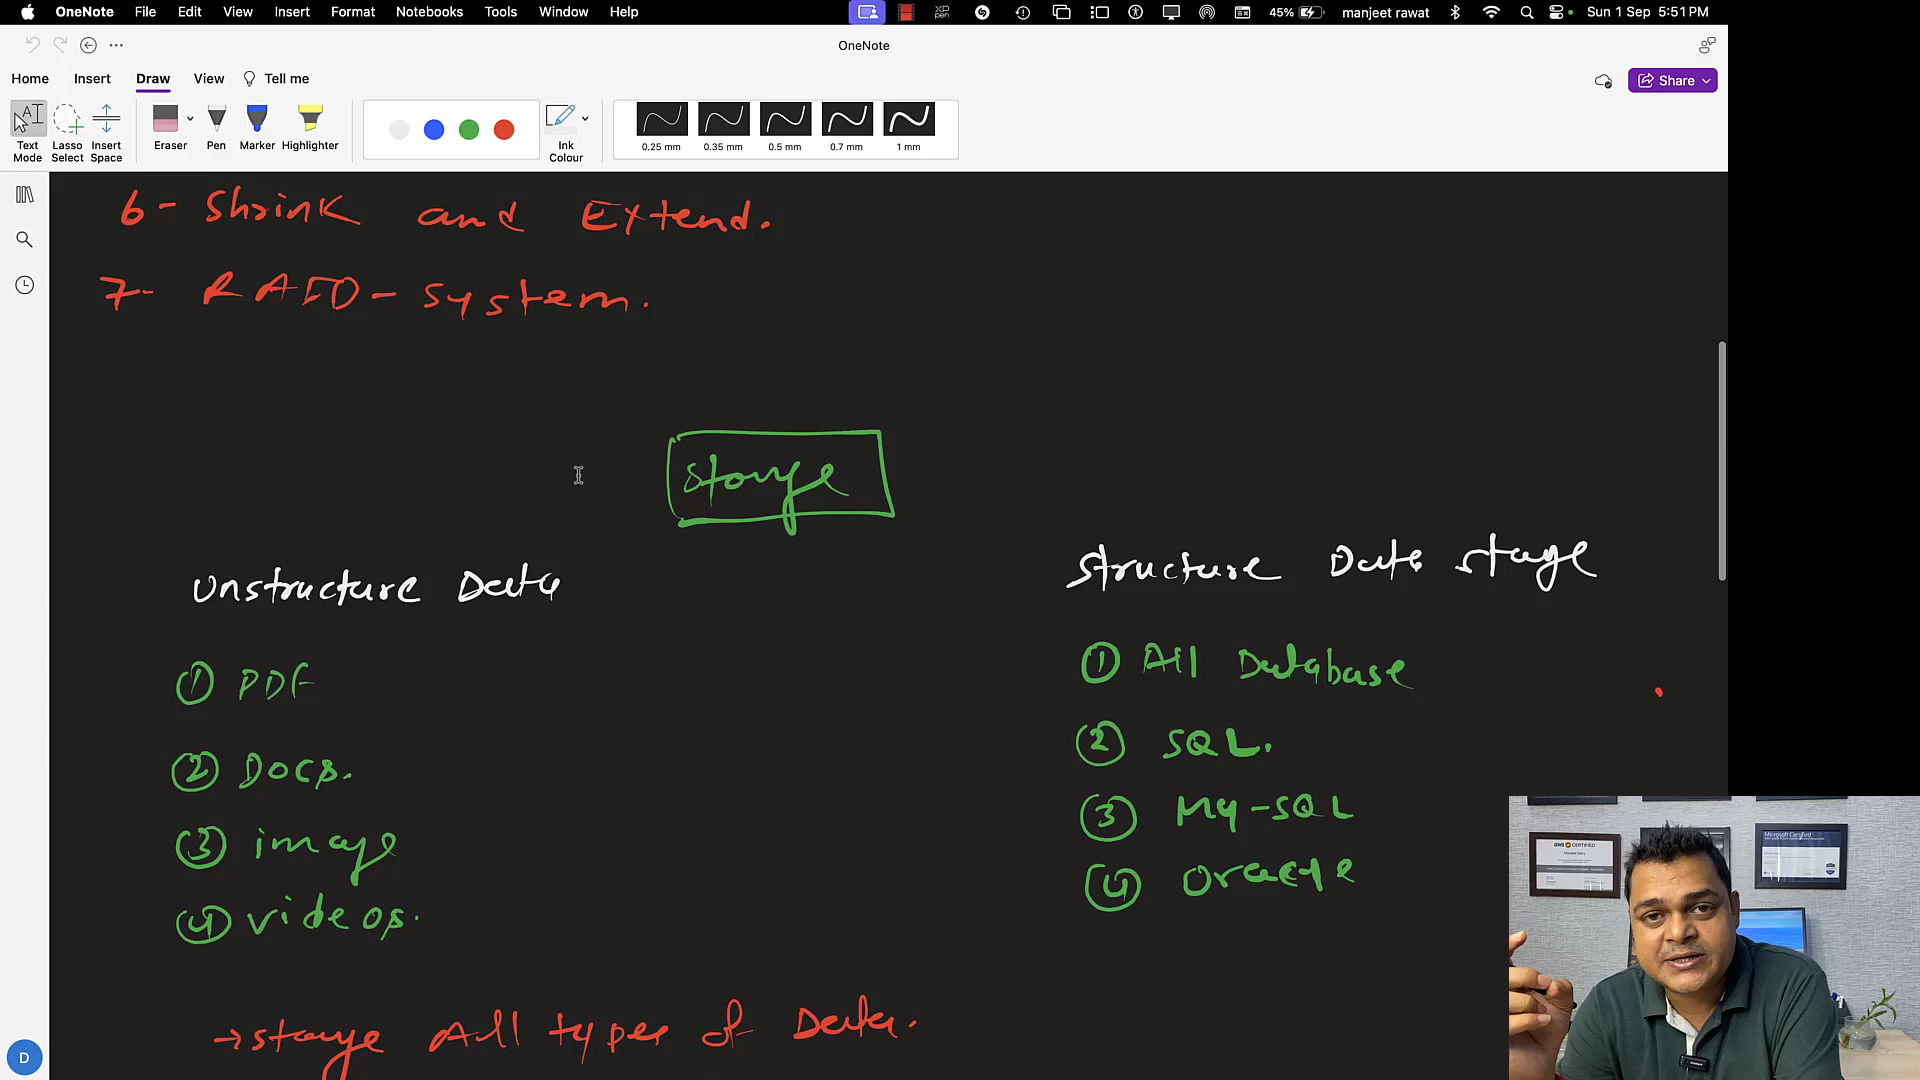 OneNote File Edit View Insert Format Notebooks Tools Window Help 45% manjeet rawat Sun 1 Sep 5:51 PM
OneNote
Home Insert Draw View Tell me Share
Text Mode
Lasso Select
Insert Space
Eraser
Pen
Marker
Highlighter
Ink Colour
0.25 mm 0.35 mm 0.5 mm 0.7 mm 1 mm
6- Shrink and Extend.
7- RAID-system.
Storge
Unstructure Data
① PDF
② Docs.
③ image
④ videos.
Structure Data storge
① All Database
② SQL.
③ My-SQL
④ Oracle
→ storge All types of Data.
D